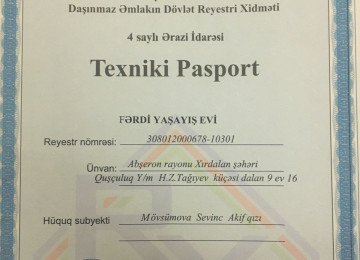 Daşınmaz Əmlakın Dövlət Reyestri Xidməti
4 saylı Ərazi İdarəsi
Texniki Pasport
FƏRDİ YAŞAYIŞ EVİ
Reyestr nömrəsi: 308012000678-10301
Ünvan: Abşeron rayonu Xırdalan şəhəri
Quşçuluq Y/m H.Z.Tağıyev küçəsi dalan 9 ev 16
Hüquq subyekti Mövsümova Sevinc Akif qızı